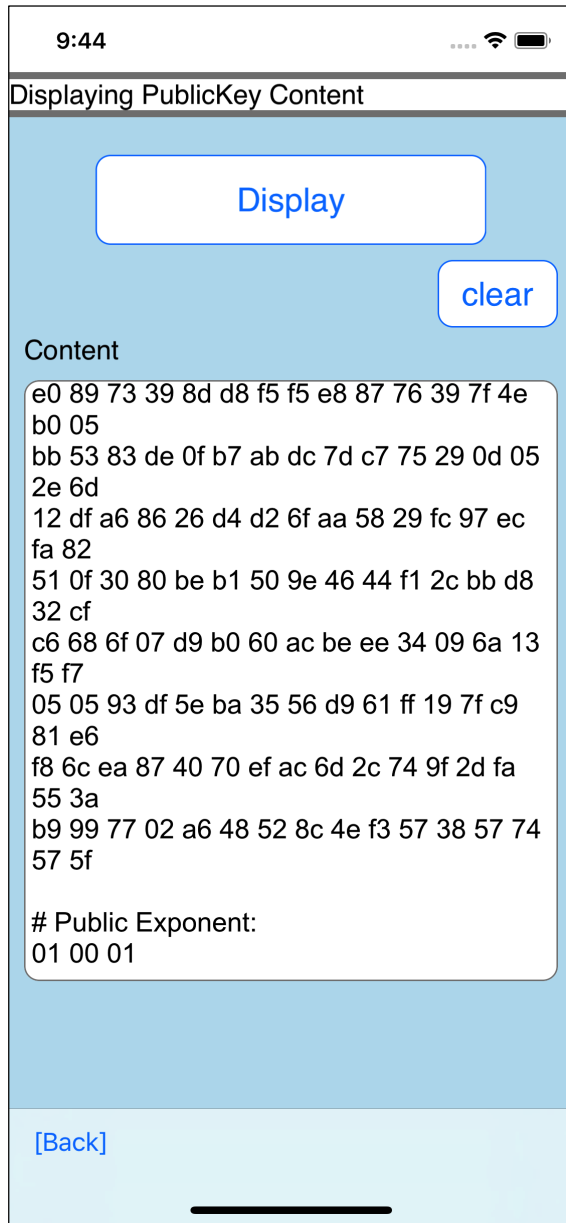 9:44
Displaying PublicKey Content
Display
clear
Content
e0 89 73 39 8d d8 f5 f5 e8 87 76 39 7f 4e
b0 05
bb 53 83 de 0f b7 ab dc 7d c7 75 29 0d 05
2e 6d
12 df a6 86 26 d4 d2 6f aa 58 29 fc 97 ec
fa 82
51 0f 30 80 be b1 50 9e 46 44 f1 2c bb d8
32 cf
c6 68 6f 07 d9 b0 60 ac be ee 34 09 6a 13
f5 f7
05 05 93 df 5e ba 35 56 d9 61 ff 19 7f c9
81 e6
f8 6c ea 87 40 70 ef ac 6d 2c 74 9f 2d fa
55 3a
b9 99 77 02 a6 48 52 8c 4e f3 57 38 57 74
57 5f
# Public Exponent:
01 00 01
[Back]